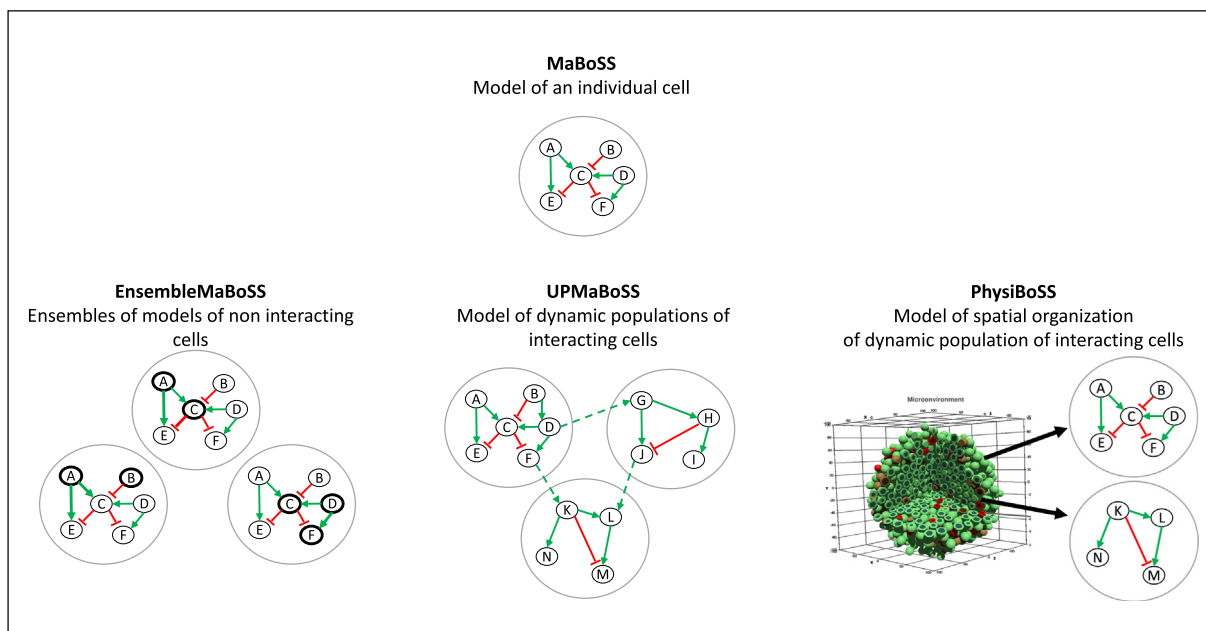 MaBoSS
Model of an individual cell
A
B
C
D
E
F
EnsembleMaBoSS
Ensembles of models of non interacting
cells
A
B
C
D
E
F
A
B
C
D
E
F
A
B
C
D
E
F
UPMaBoSS
Model of dynamic populations of
interacting cells
A
B
C
D
E
F
G
H
J
I
K
L
N
M
PhysiBoSS
Model of spatial organization
of dynamic population of interacting cells
Microenvironment
A
B
C
D
E
F
K
L
N
M